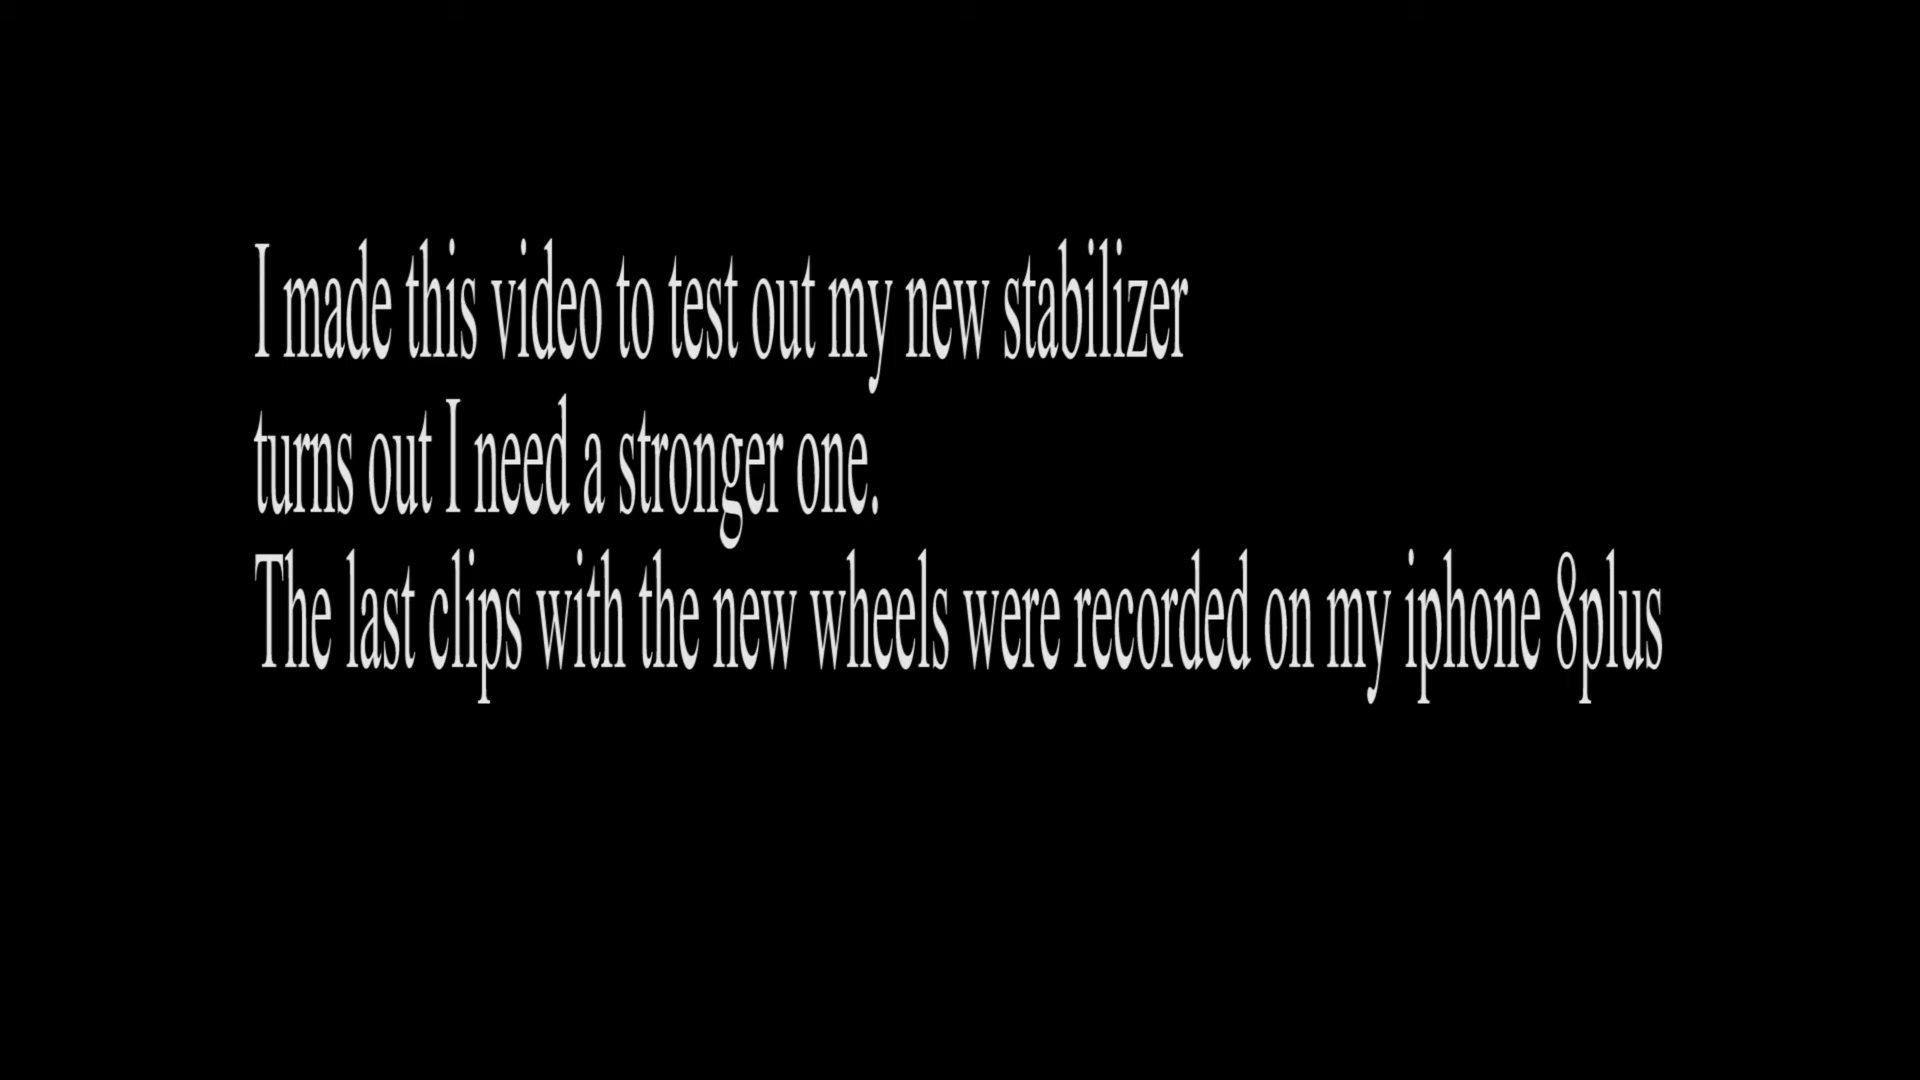 I made this video to test out my new stabilizer
turns out I need a stronger one.
The last clips with the new wheels were recorded on my iphone 8plus